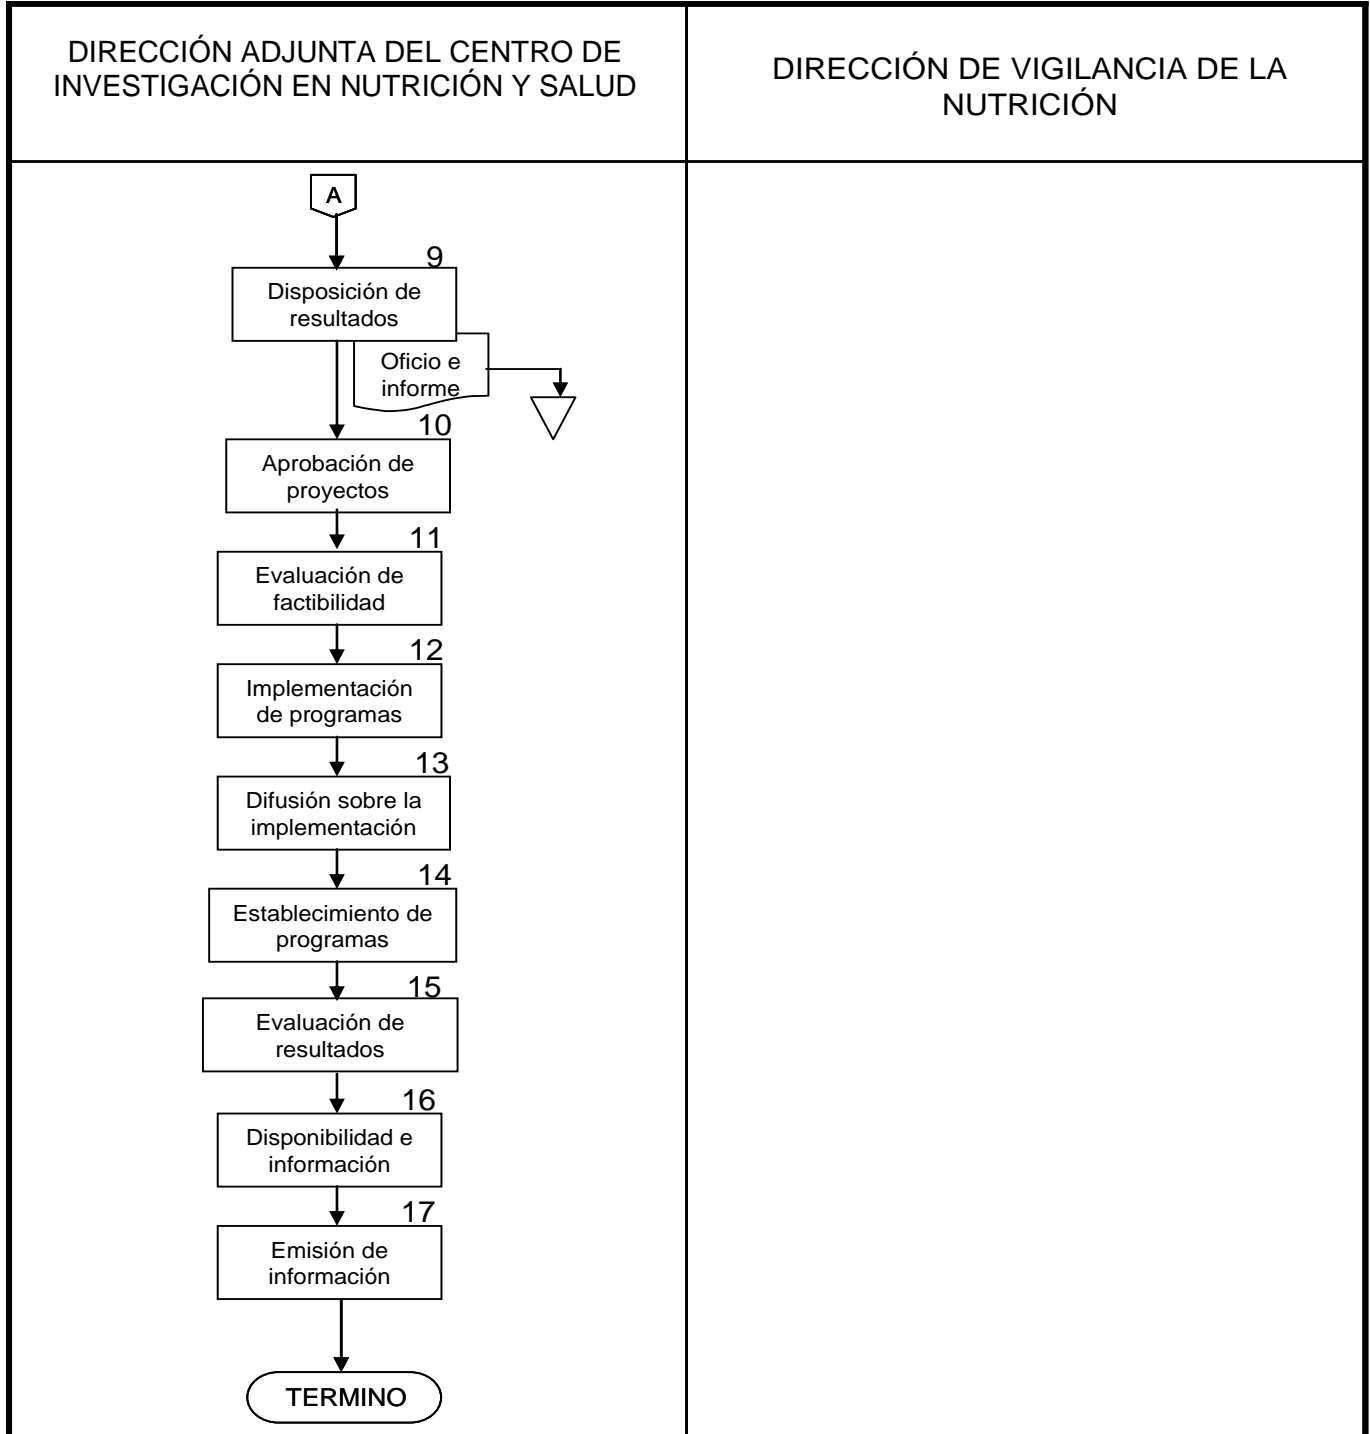 DIRECCIÓN ADJUNTA DEL CENTRO DE
INVESTIGACIÓN EN NUTRICIÓN Y SALUD
DIRECCIÓN DE VIGILANCIA DE LA
NUTRICIÓN
A
9
Disposición de
resultados
Oficio e
informe
10
Aprobación de
proyectos
11
Evaluación de
factibilidad
12
Implementación
de programas
13
Difusión sobre la
implementación
14
Establecimiento de
programas
15
Evaluación de
resultados
16
Disponibilidad e
información
17
Emisión de
información
TERMINO